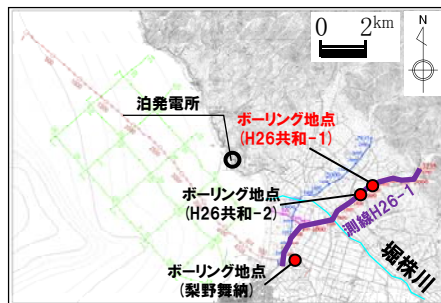 0 2km
N
泊発電所
ボーリング地点
(H26共和-1)
ボーリング地点
(H26共和-2)
測線H26-1
堀株川
ボーリング地点
(梨野舞納)